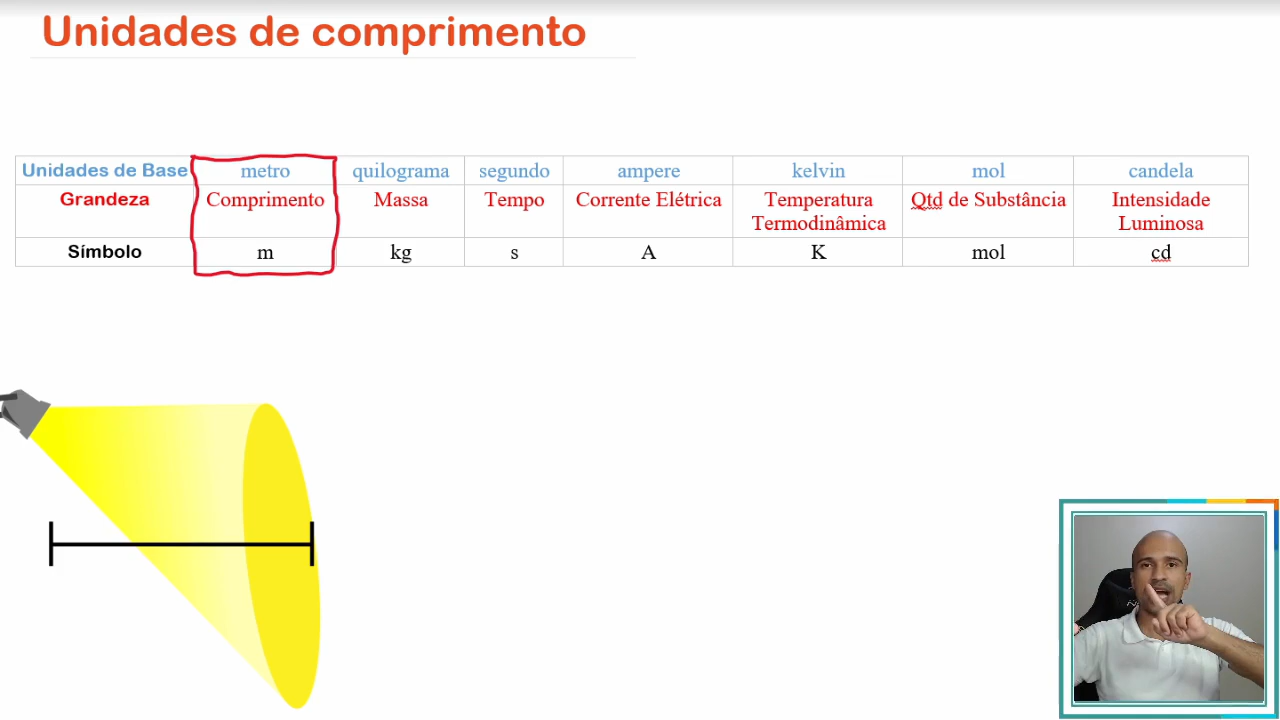 Unidades de comprimento
Unidades de Base metro quilograma segundo ampere kelvin mol candela
Grandeza Comprimento Massa Tempo Corrente Elétrica Temperatura Termodinâmica Qtd de Substância Intensidade Luminosa
Símbolo m kg s A K mol cd